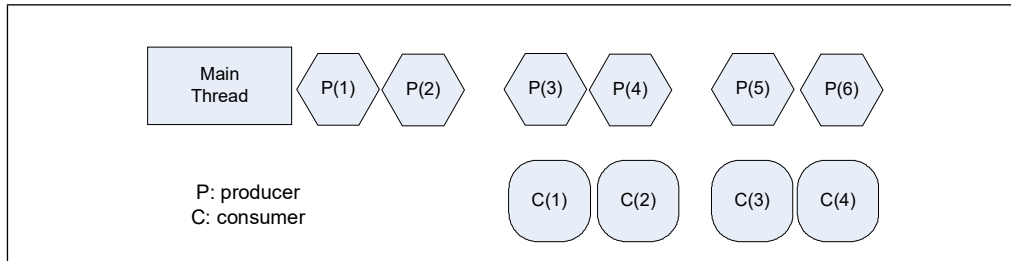 Main
Thread
P(1)
P(2)
P(3)
P(4)
P(5)
P(6)
C(1)
C(2)
C(3)
C(4)
P: producer
C: consumer